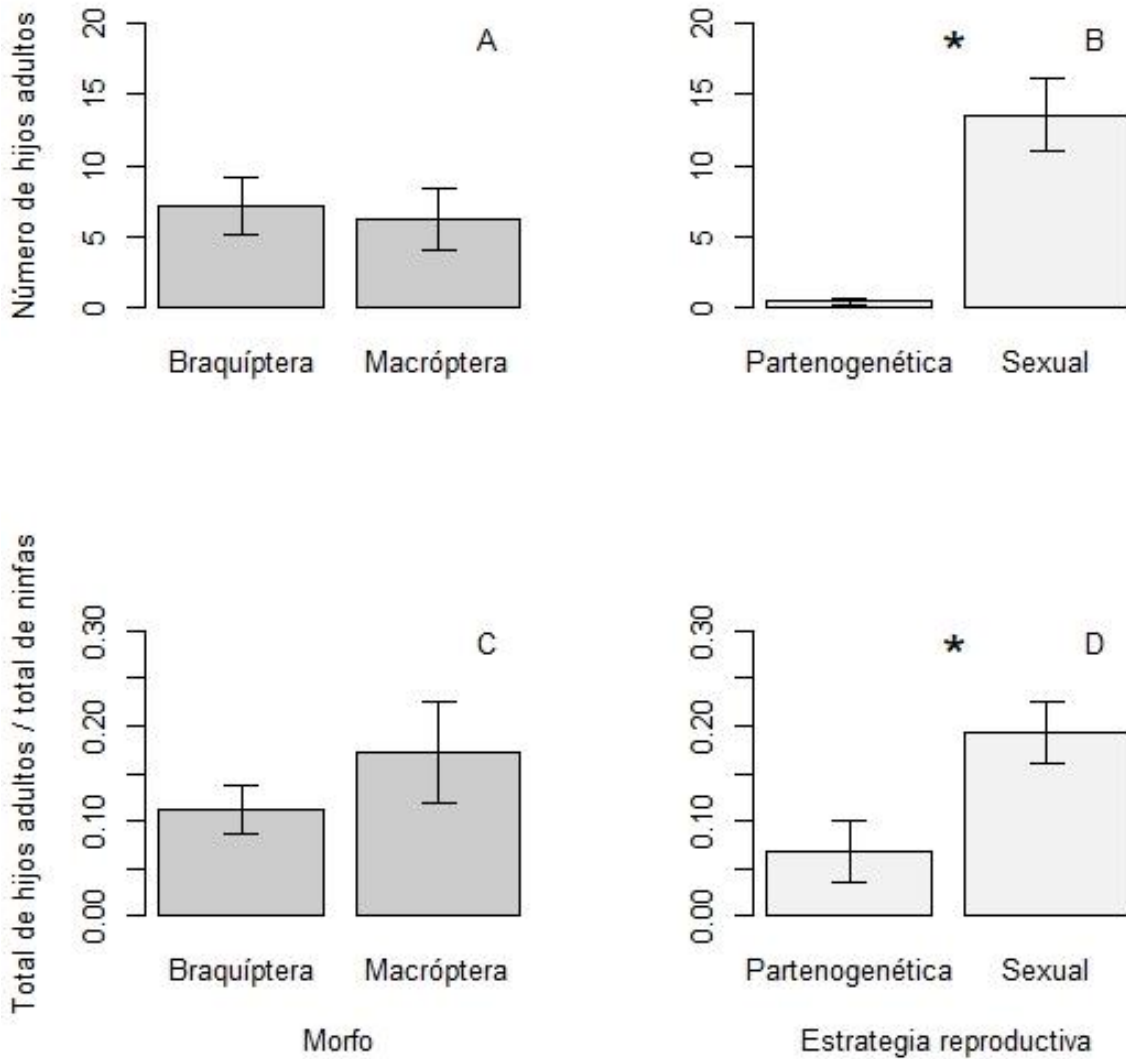 Número de hijos adultos
20
15
10
5
0
A
Braquíptera
Macróptera
20
15
10
5
0
*
B
Partenogenética
Sexual
Total de hijos adultos / total de ninfas
0.30
0.20
0.10
0.00
C
Braquíptera
Macróptera
Morfo
0.30
0.20
0.10
0.00
*
D
Partenogenética
Sexual
Estrategia reproductiva